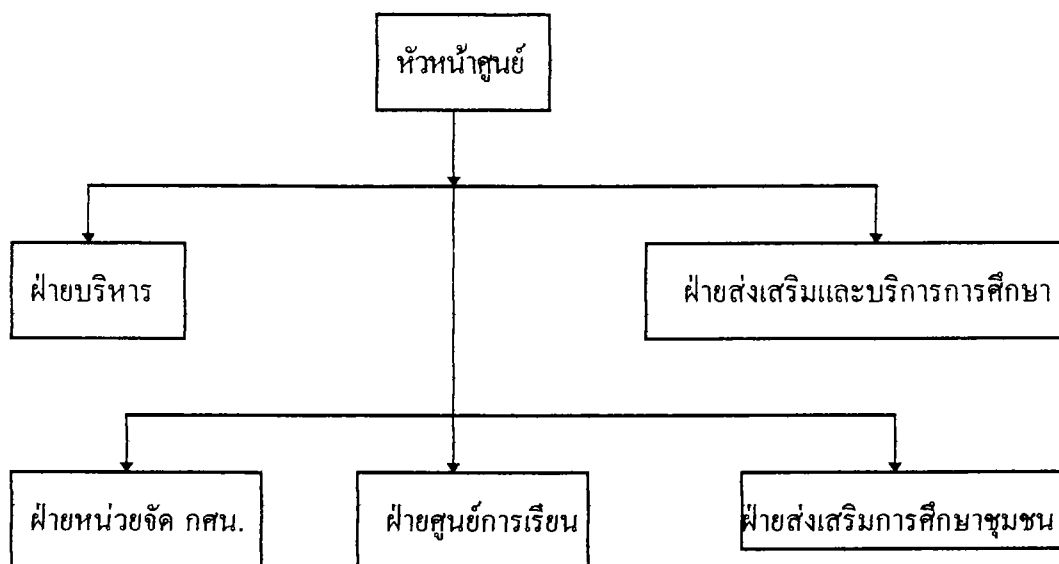 หัวหน้าศูนย์
ฝ่ายบริหาร
ฝ่ายส่งเสริมและบริการการศึกษา
ฝ่ายหน่วยจัด กศน.
ฝ่ายศูนย์การเรียน
ฝ่ายส่งเสริมการศึกษาชุมชน